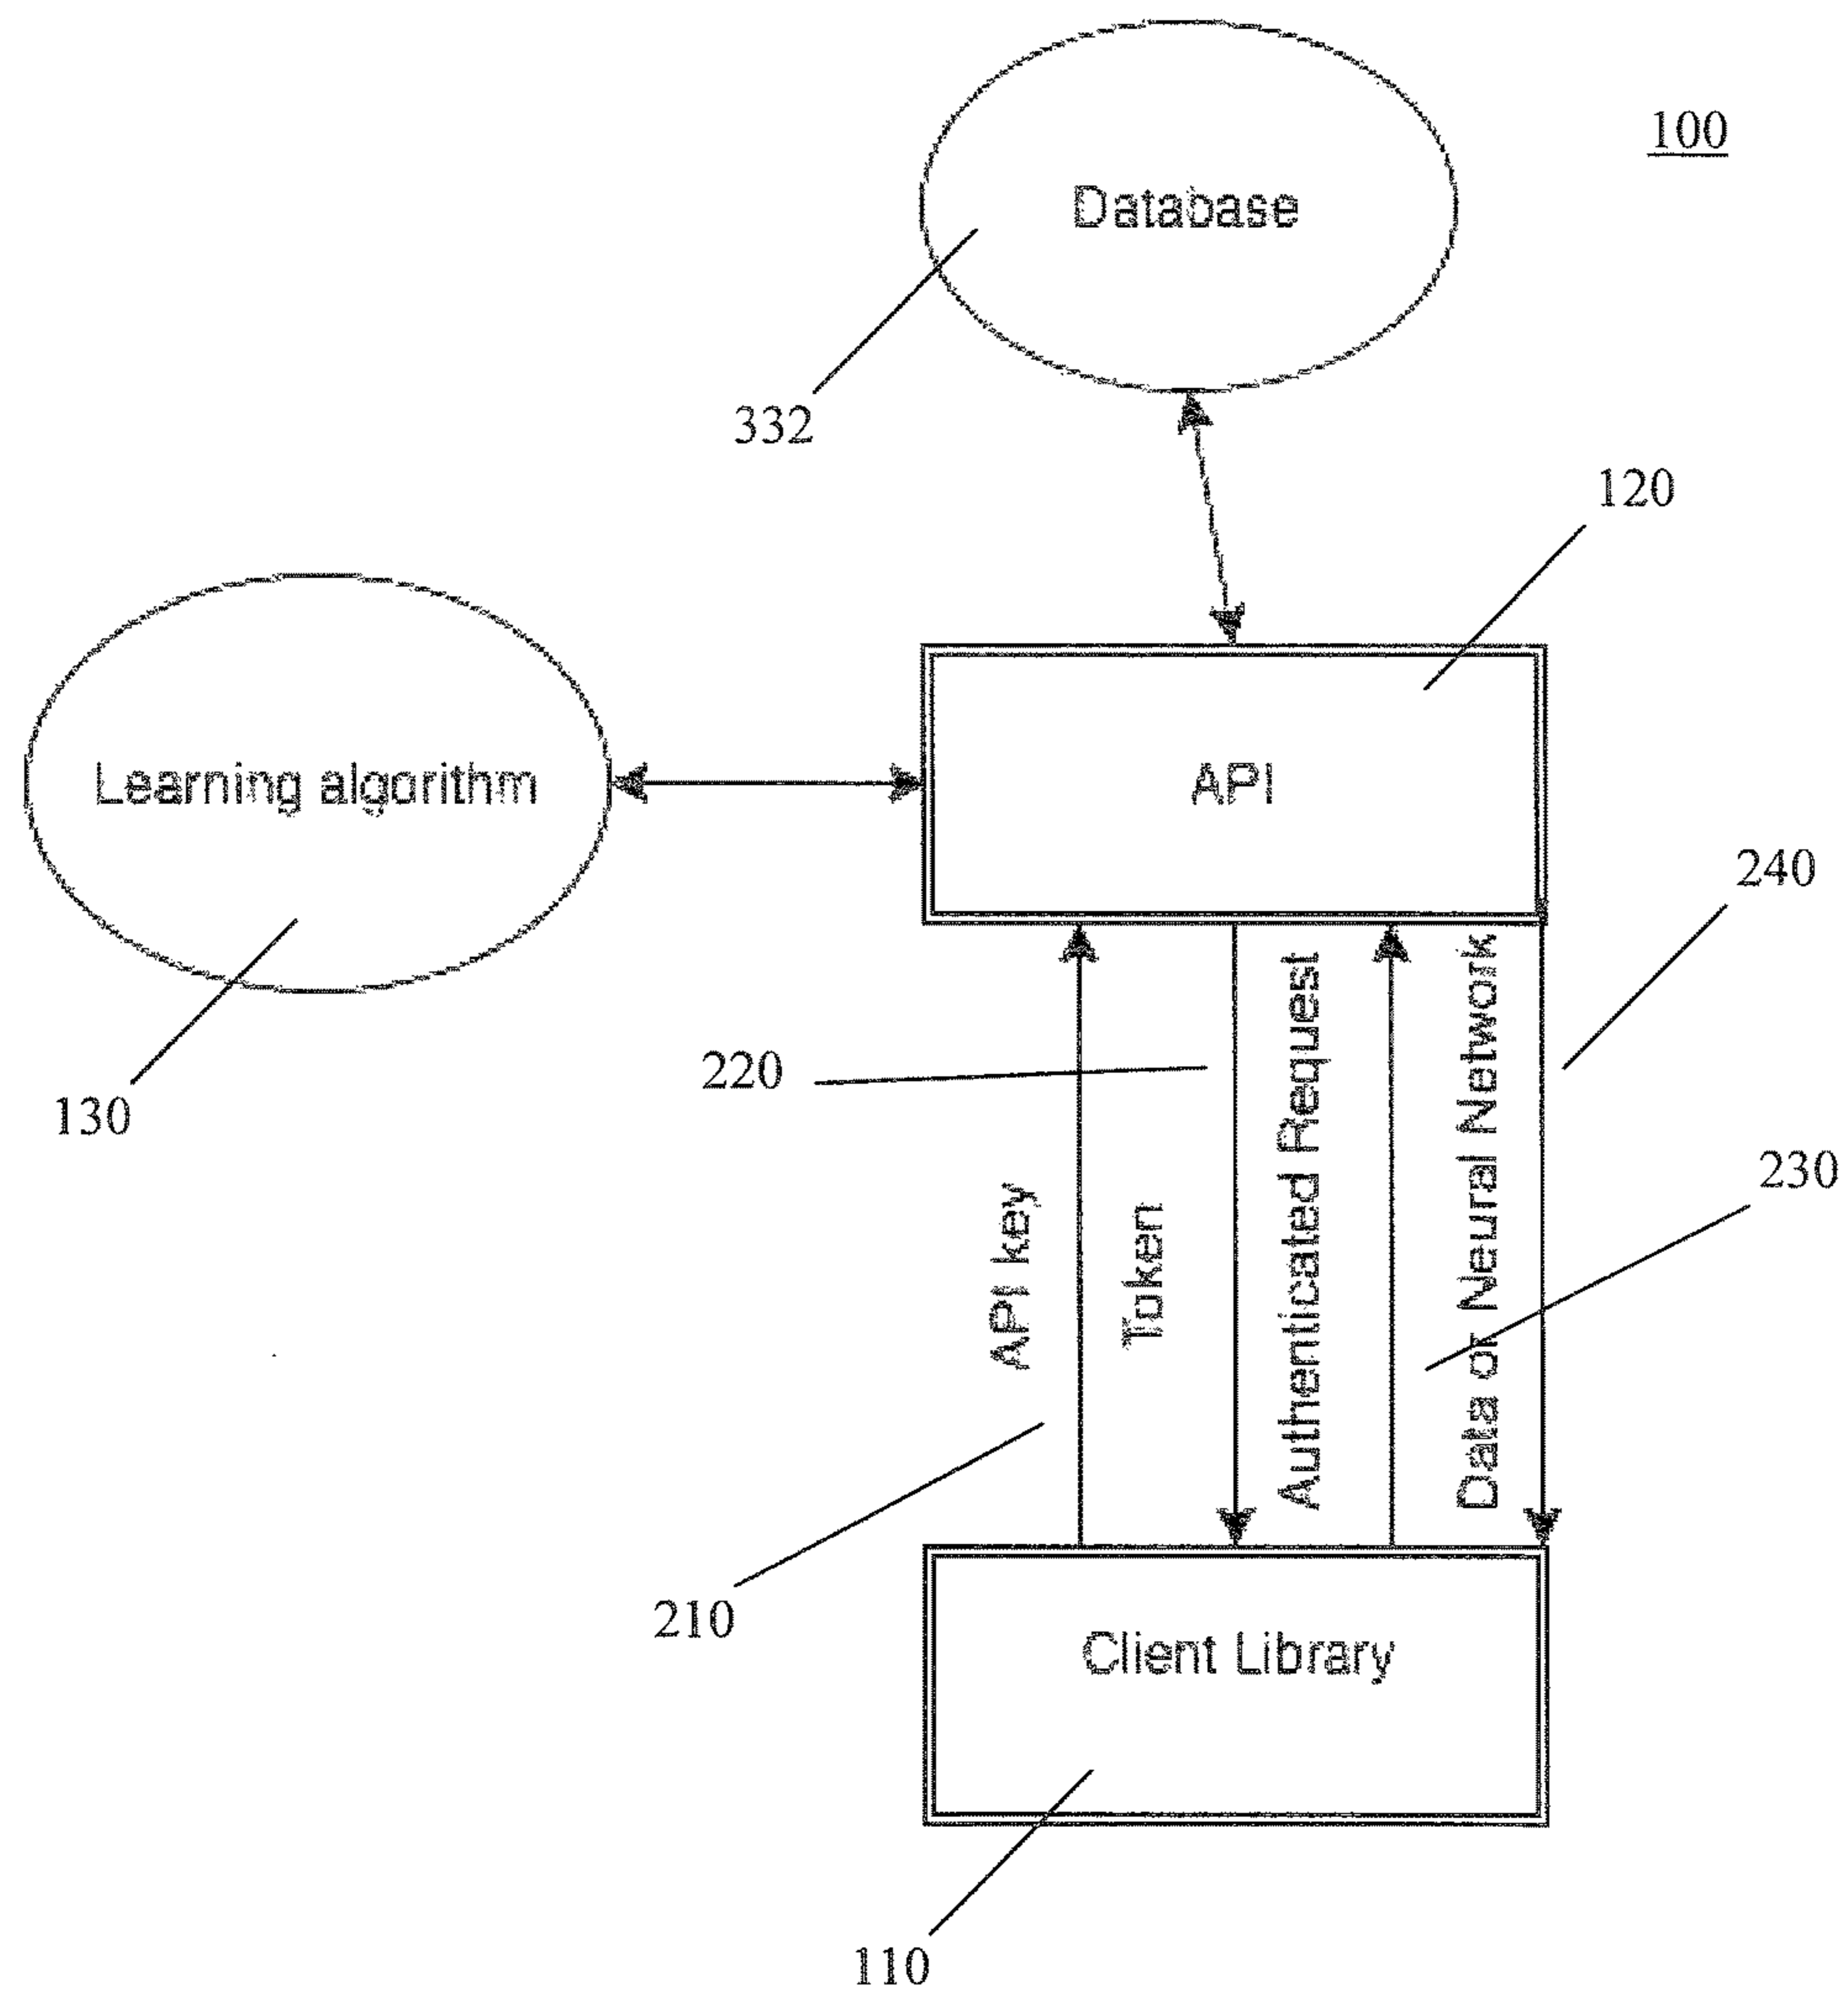 100
Database
332
120
Learning algorithm
API
240
130
220
230
API key
Token
Authenticated Request
Data or Neural Network
210
Client Library
110